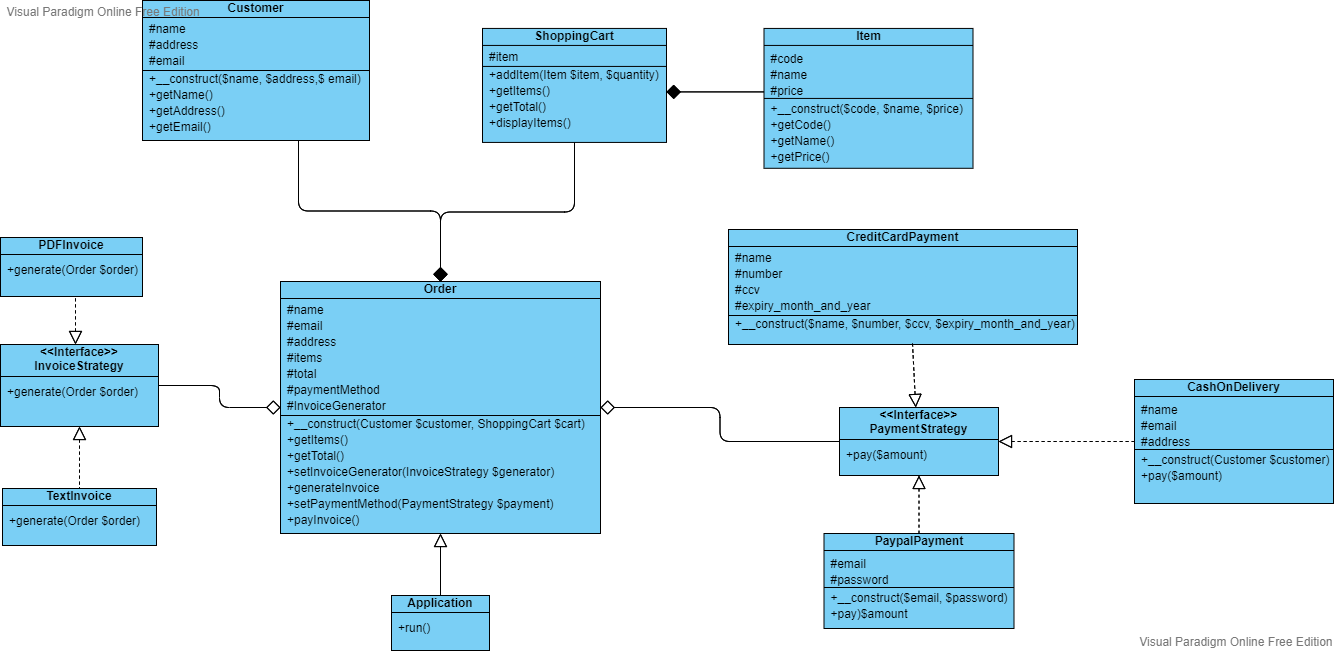 Visual Paradigm Online Free Edition
Customer
#name
#address
#email
+__construct($name, $address,$ email)
+getName()
+getAddress()
+getEmail()
ShoppingCart
#item
+addItem(Item $item, $quantity)
+getItems()
+getTotal()
+displayItems()
Item
#code
#name
#price
+__construct($code, $name, $price)
+getCode()
+getName()
+getPrice()
PDFInvoice
+generate(Order $order)
<<Interface>>
InvoiceStrategy
+generate(Order $order)
TextInvoice
+generate(Order $order)
Order
#name
#email
#address
#items
#total
#paymentMethod
#InvoiceGenerator
+__construct(Customer $customer, ShoppingCart $cart)
+getItems()
+getTotal()
+setInvoiceGenerator(InvoiceStrategy $generator)
+generateInvoice
+setPaymentMethod(PaymentStrategy $payment)
+payInvoice()
Application
+run()
CreditCardPayment
#name
#number
#ccv
#expiry_month_and_year
+__construct($name, $number, $ccv, $expiry_month_and_year)
<<Interface>>
PaymentStrategy
+pay($amount)
CashOnDelivery
#name
#email
#address
+__construct(Customer $customer)
+pay($amount)
PaypalPayment
#email
#password
+__construct($email, $password)
+pay)$amount
Visual Paradigm Online Free Edition